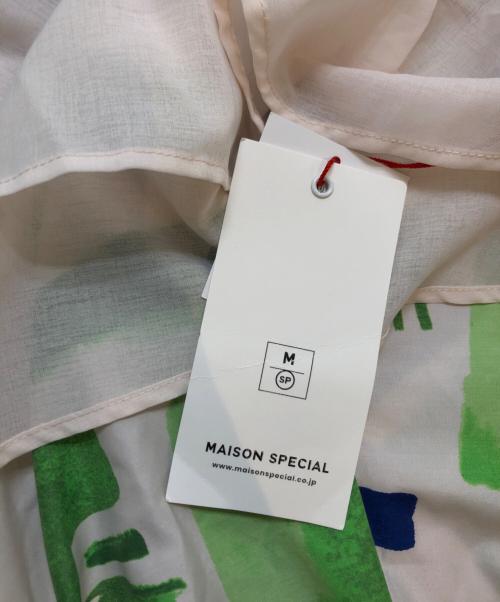 M.
SP
MAISON SPECIAL
www.maisonspecial.co.jp